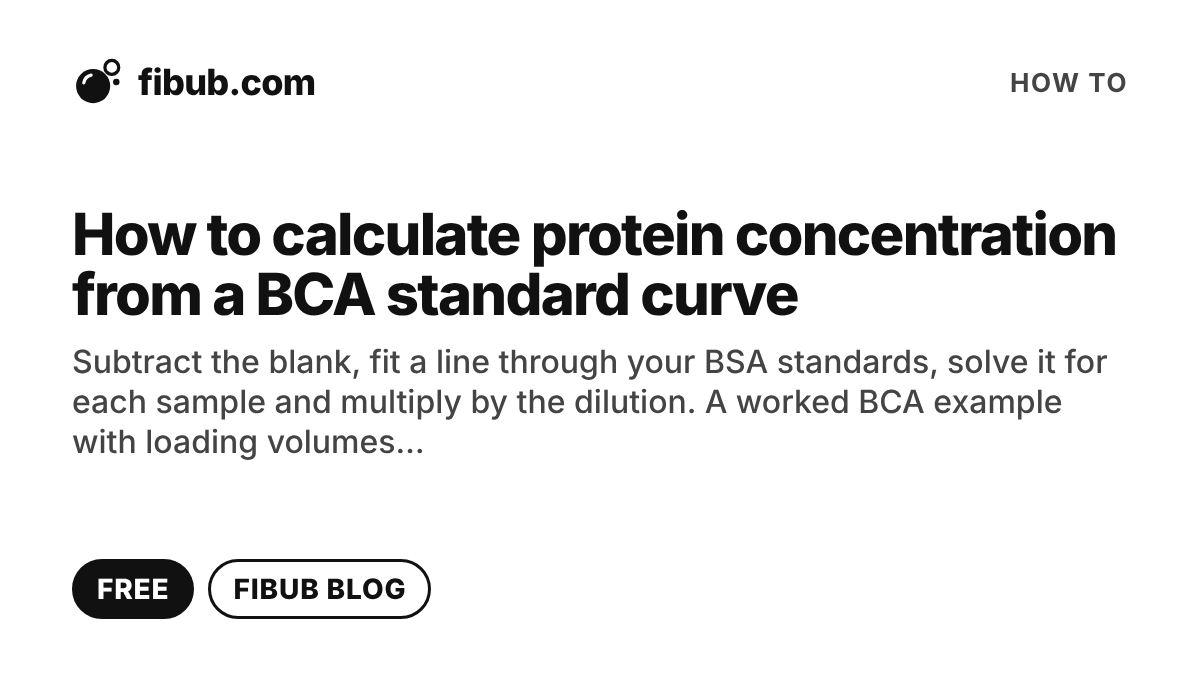 fibub.com
HOW TO
How to calculate protein concentration
from a BCA standard curve
Subtract the blank, fit a line through your BSA standards, solve it for
each sample and multiply by the dilution. A worked BCA example
with loading volumes...
FREE
FIBUB BLOG